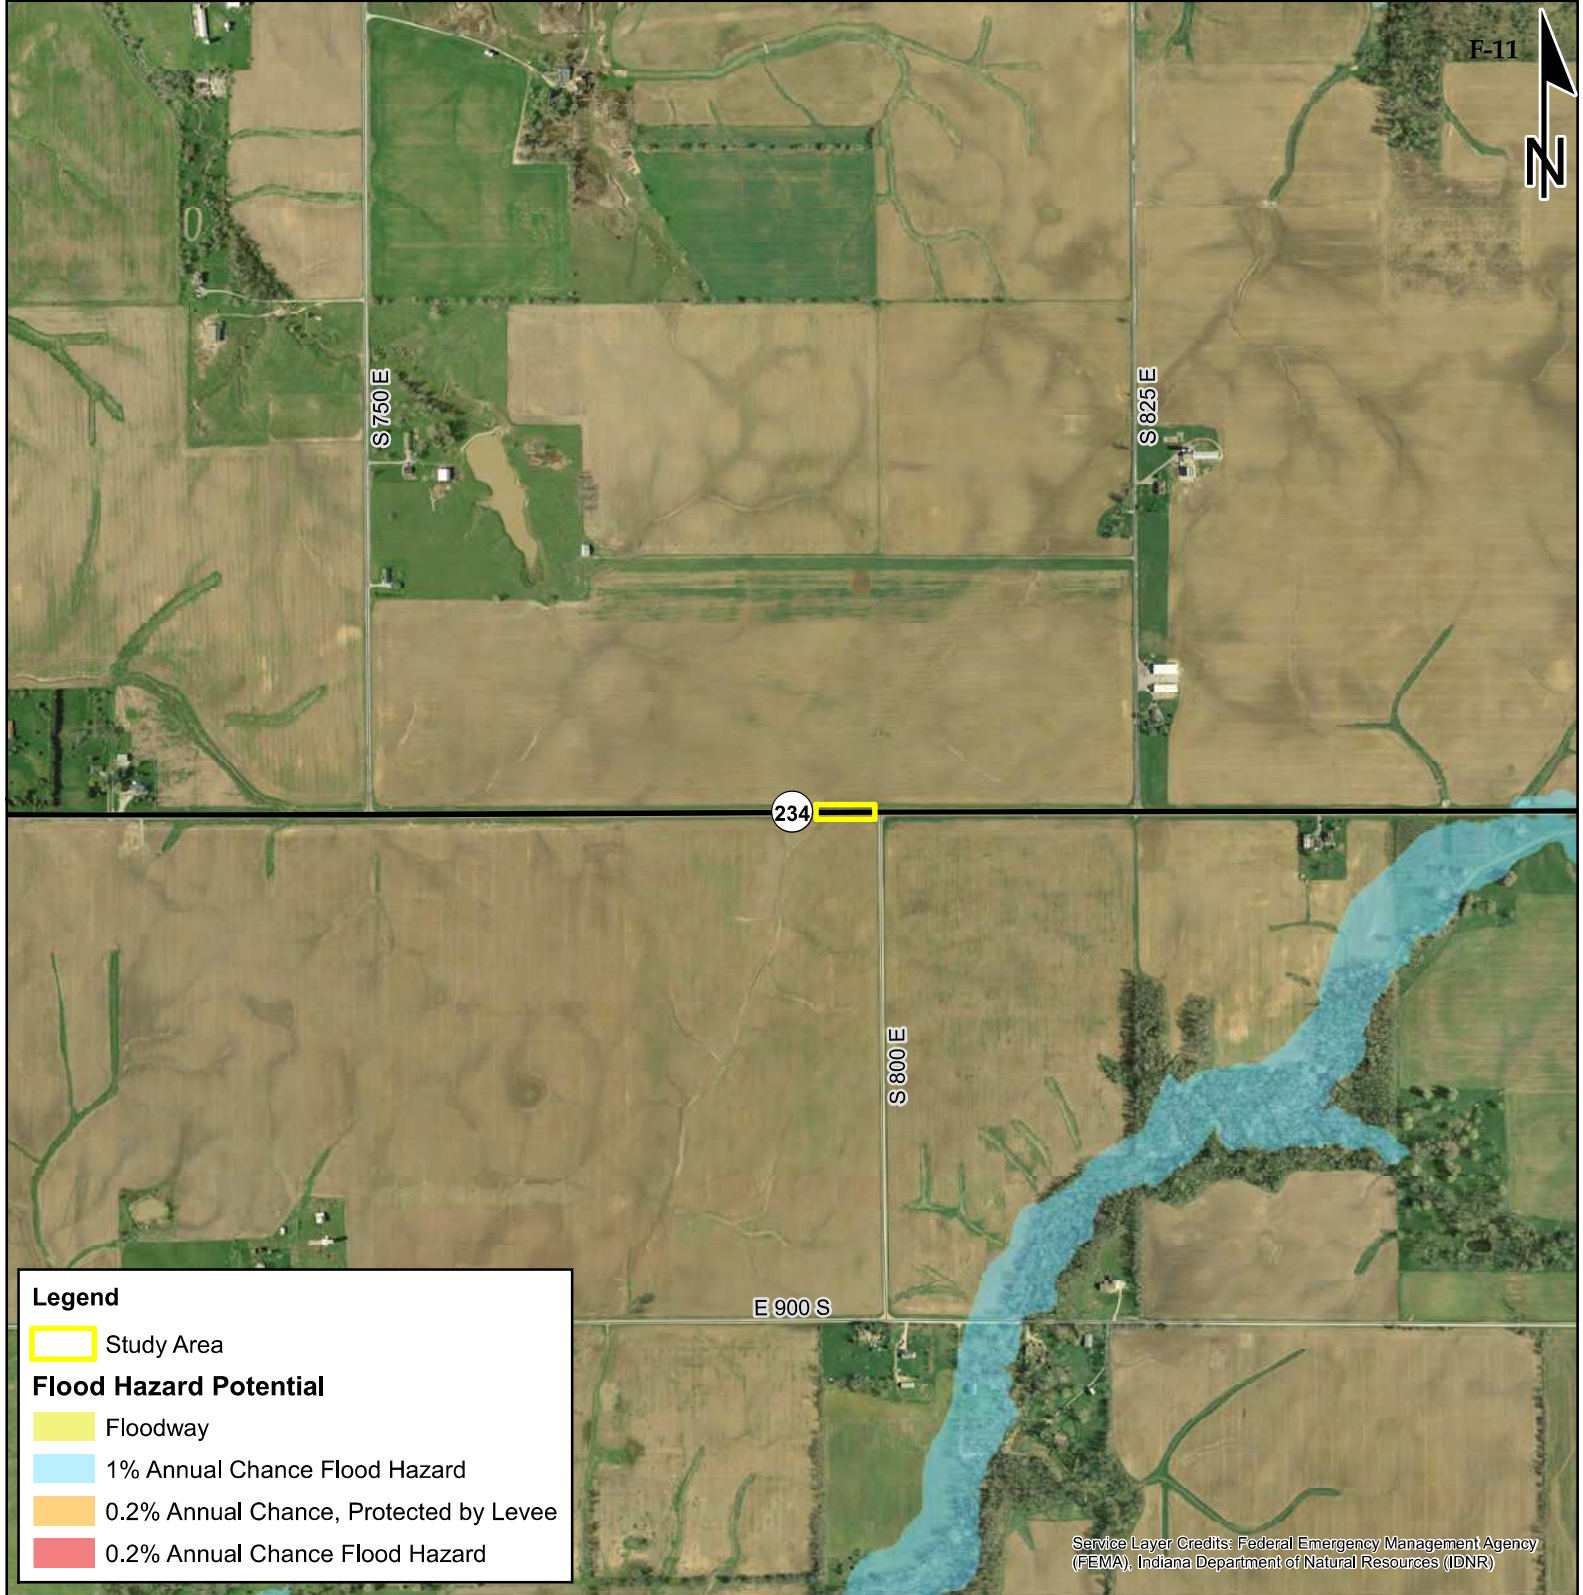 F-11
N
S 750 E
S 825 E
234
S 800 E
E 900 S
Legend
Study Area
Flood Hazard Potential
Floodway
1% Annual Chance Flood Hazard
0.2% Annual Chance, Protected by Levee
0.2% Annual Chance Flood Hazard
Service Layer Credits: Federal Emergency Management Agency
(FEMA), Indiana Department of Natural Resources (IDNR)